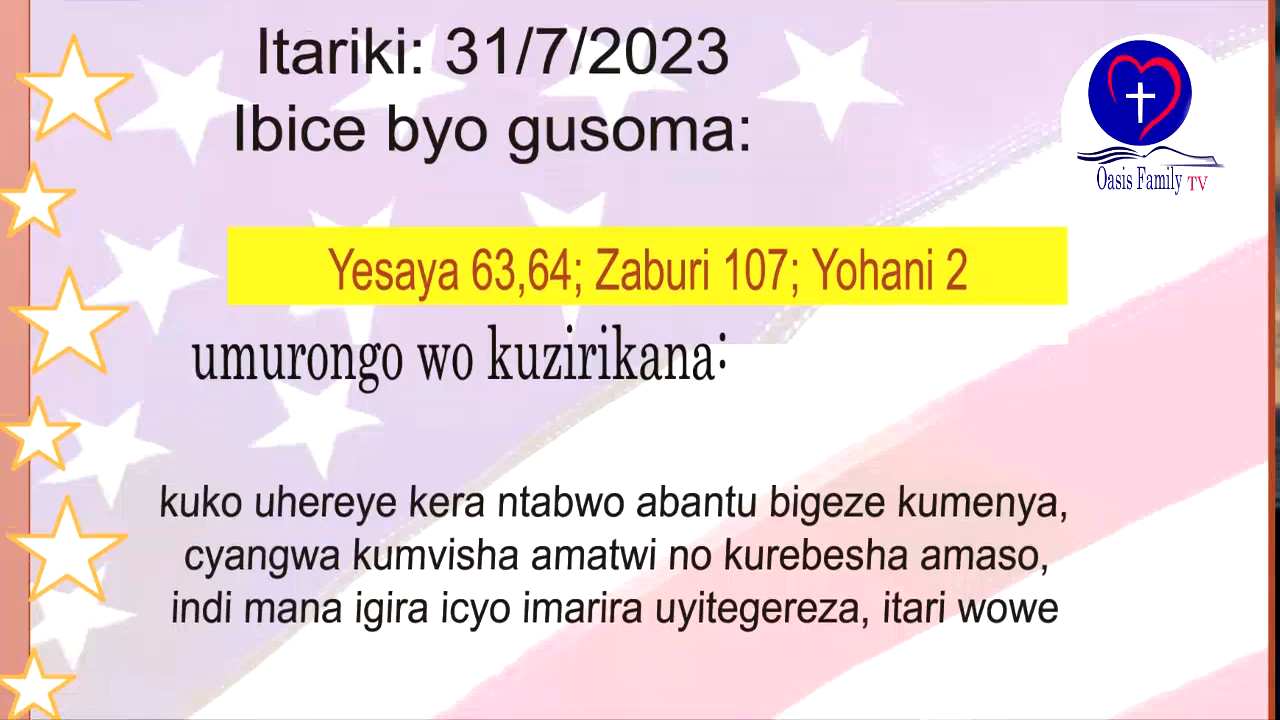 Itariki: 31/7/2023
Ibice byo gusoma:
Oasis Family TV
Yesaya 63,64; Zaburi 107; Yohani 2
umurongo wo kuzirikana:
kuko uhereye kera ntabwo abantu bigeze kumenya,
cyangwa kumvisha amatwi no kurebesha amaso,
indi mana igira icyo imarira uyitegereza, itari wowe